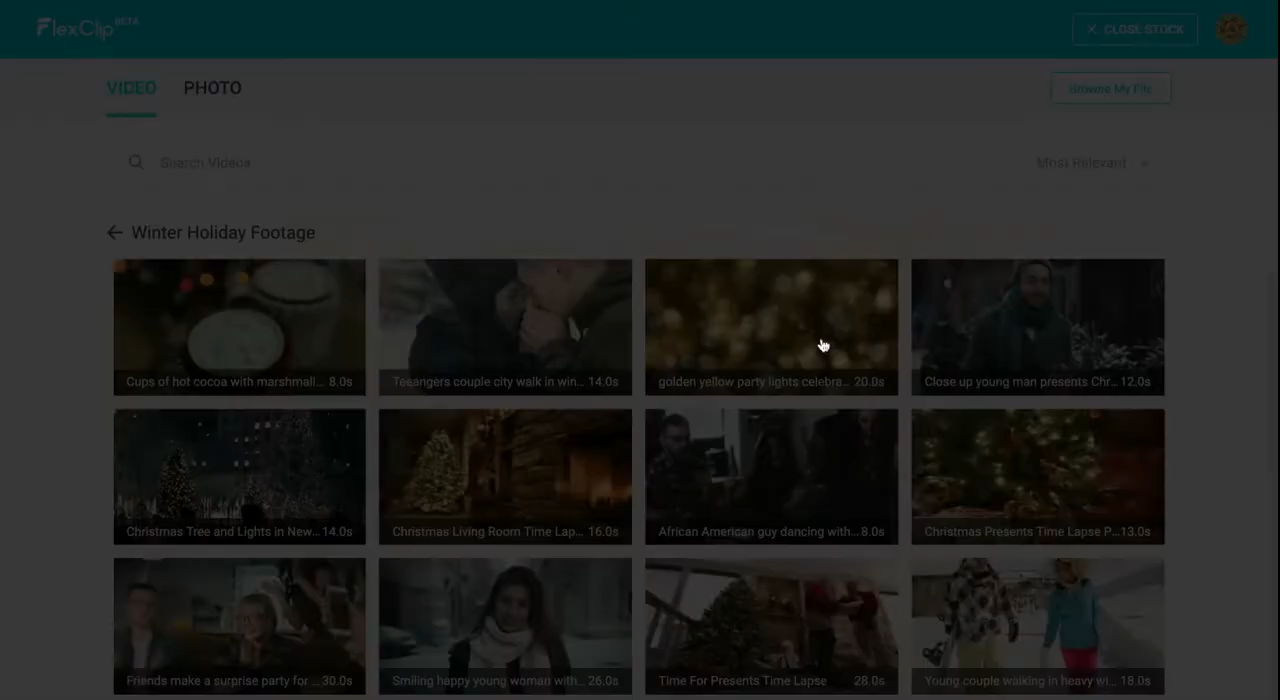 FlexClip BETA
CLOSE STOCK
VIDEO
PHOTO
Browse My File
Search Videos
Most Relevant
Winter Holiday Footage
Cups of hot cocoa with marshmall... 8.0s
Teeangers couple city walk in win... 14.0s
golden yellow party lights celebra... 20.0s
Close up young man presents Chr... 12.0s
Christmas Tree and Lights in New... 14.0s
Christmas Living Room Time Lap... 16.0s
African American guy dancing with... 8.0s
Christmas Presents Time Lapse P... 13.0s
Friends make a surprise party for ... 30.0s
Smiling happy young woman with... 26.0s
Time For Presents Time Lapse 28.0s
Young couple walking in heavy wi... 18.0s